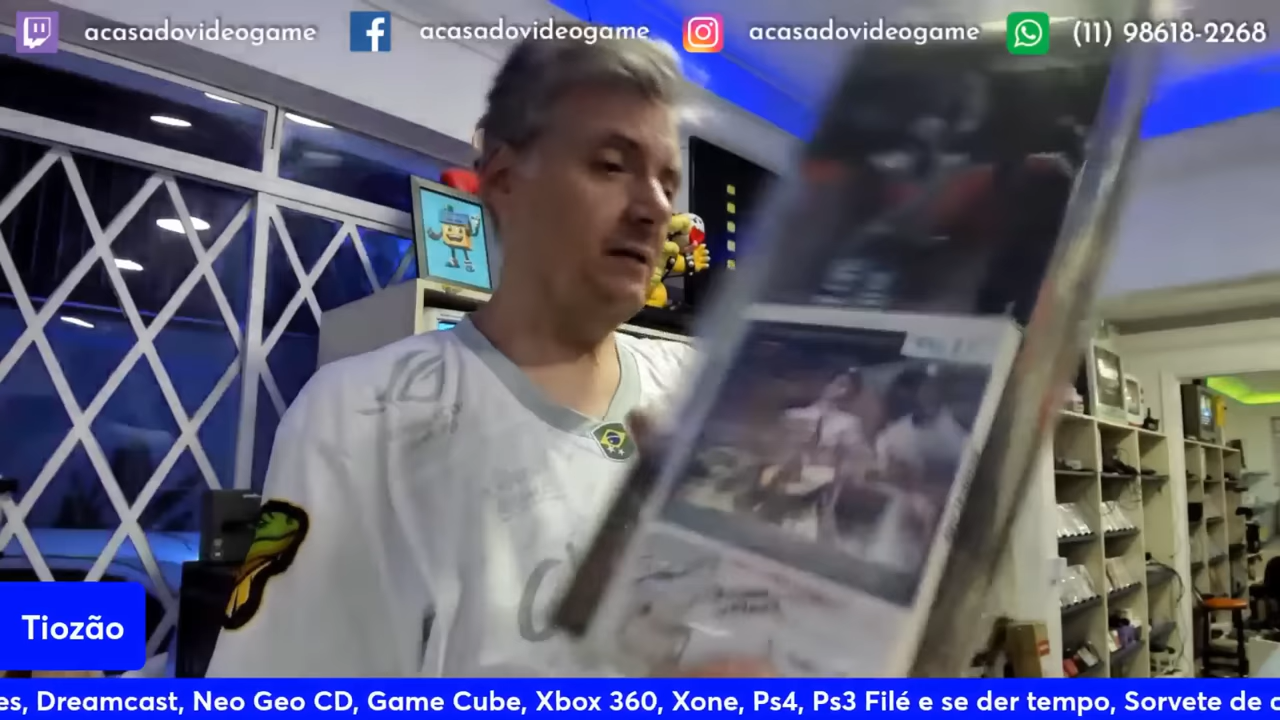 acasadovideogame
acasadovideogame
acasadovideogame
(11) 98618-2268
Tiozão
es, Dreamcast, Neo Geo CD, Game Cube, Xbox 360, Xone, Ps4, Ps3 Filé e se der tempo, Sorvete de